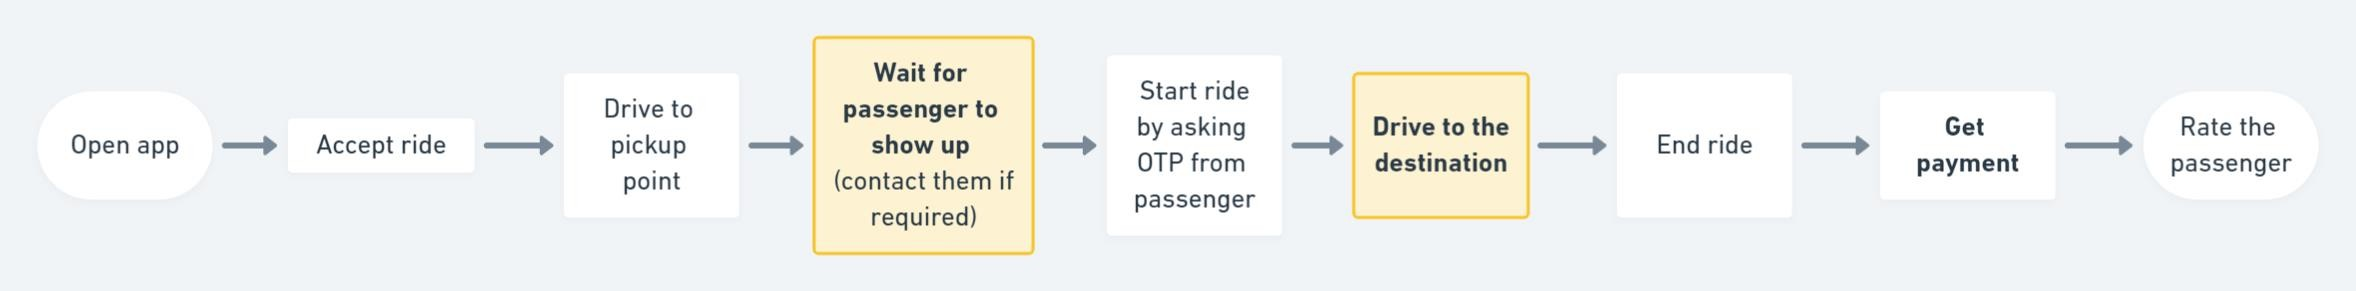 Open app
Accept ride
Drive to
pickup
point
Wait for
passenger to
show up
(contact them if
required)
Start ride
by asking
OTP from
passenger
Drive to the
destination
End ride
Get
payment
Rate the
passenger